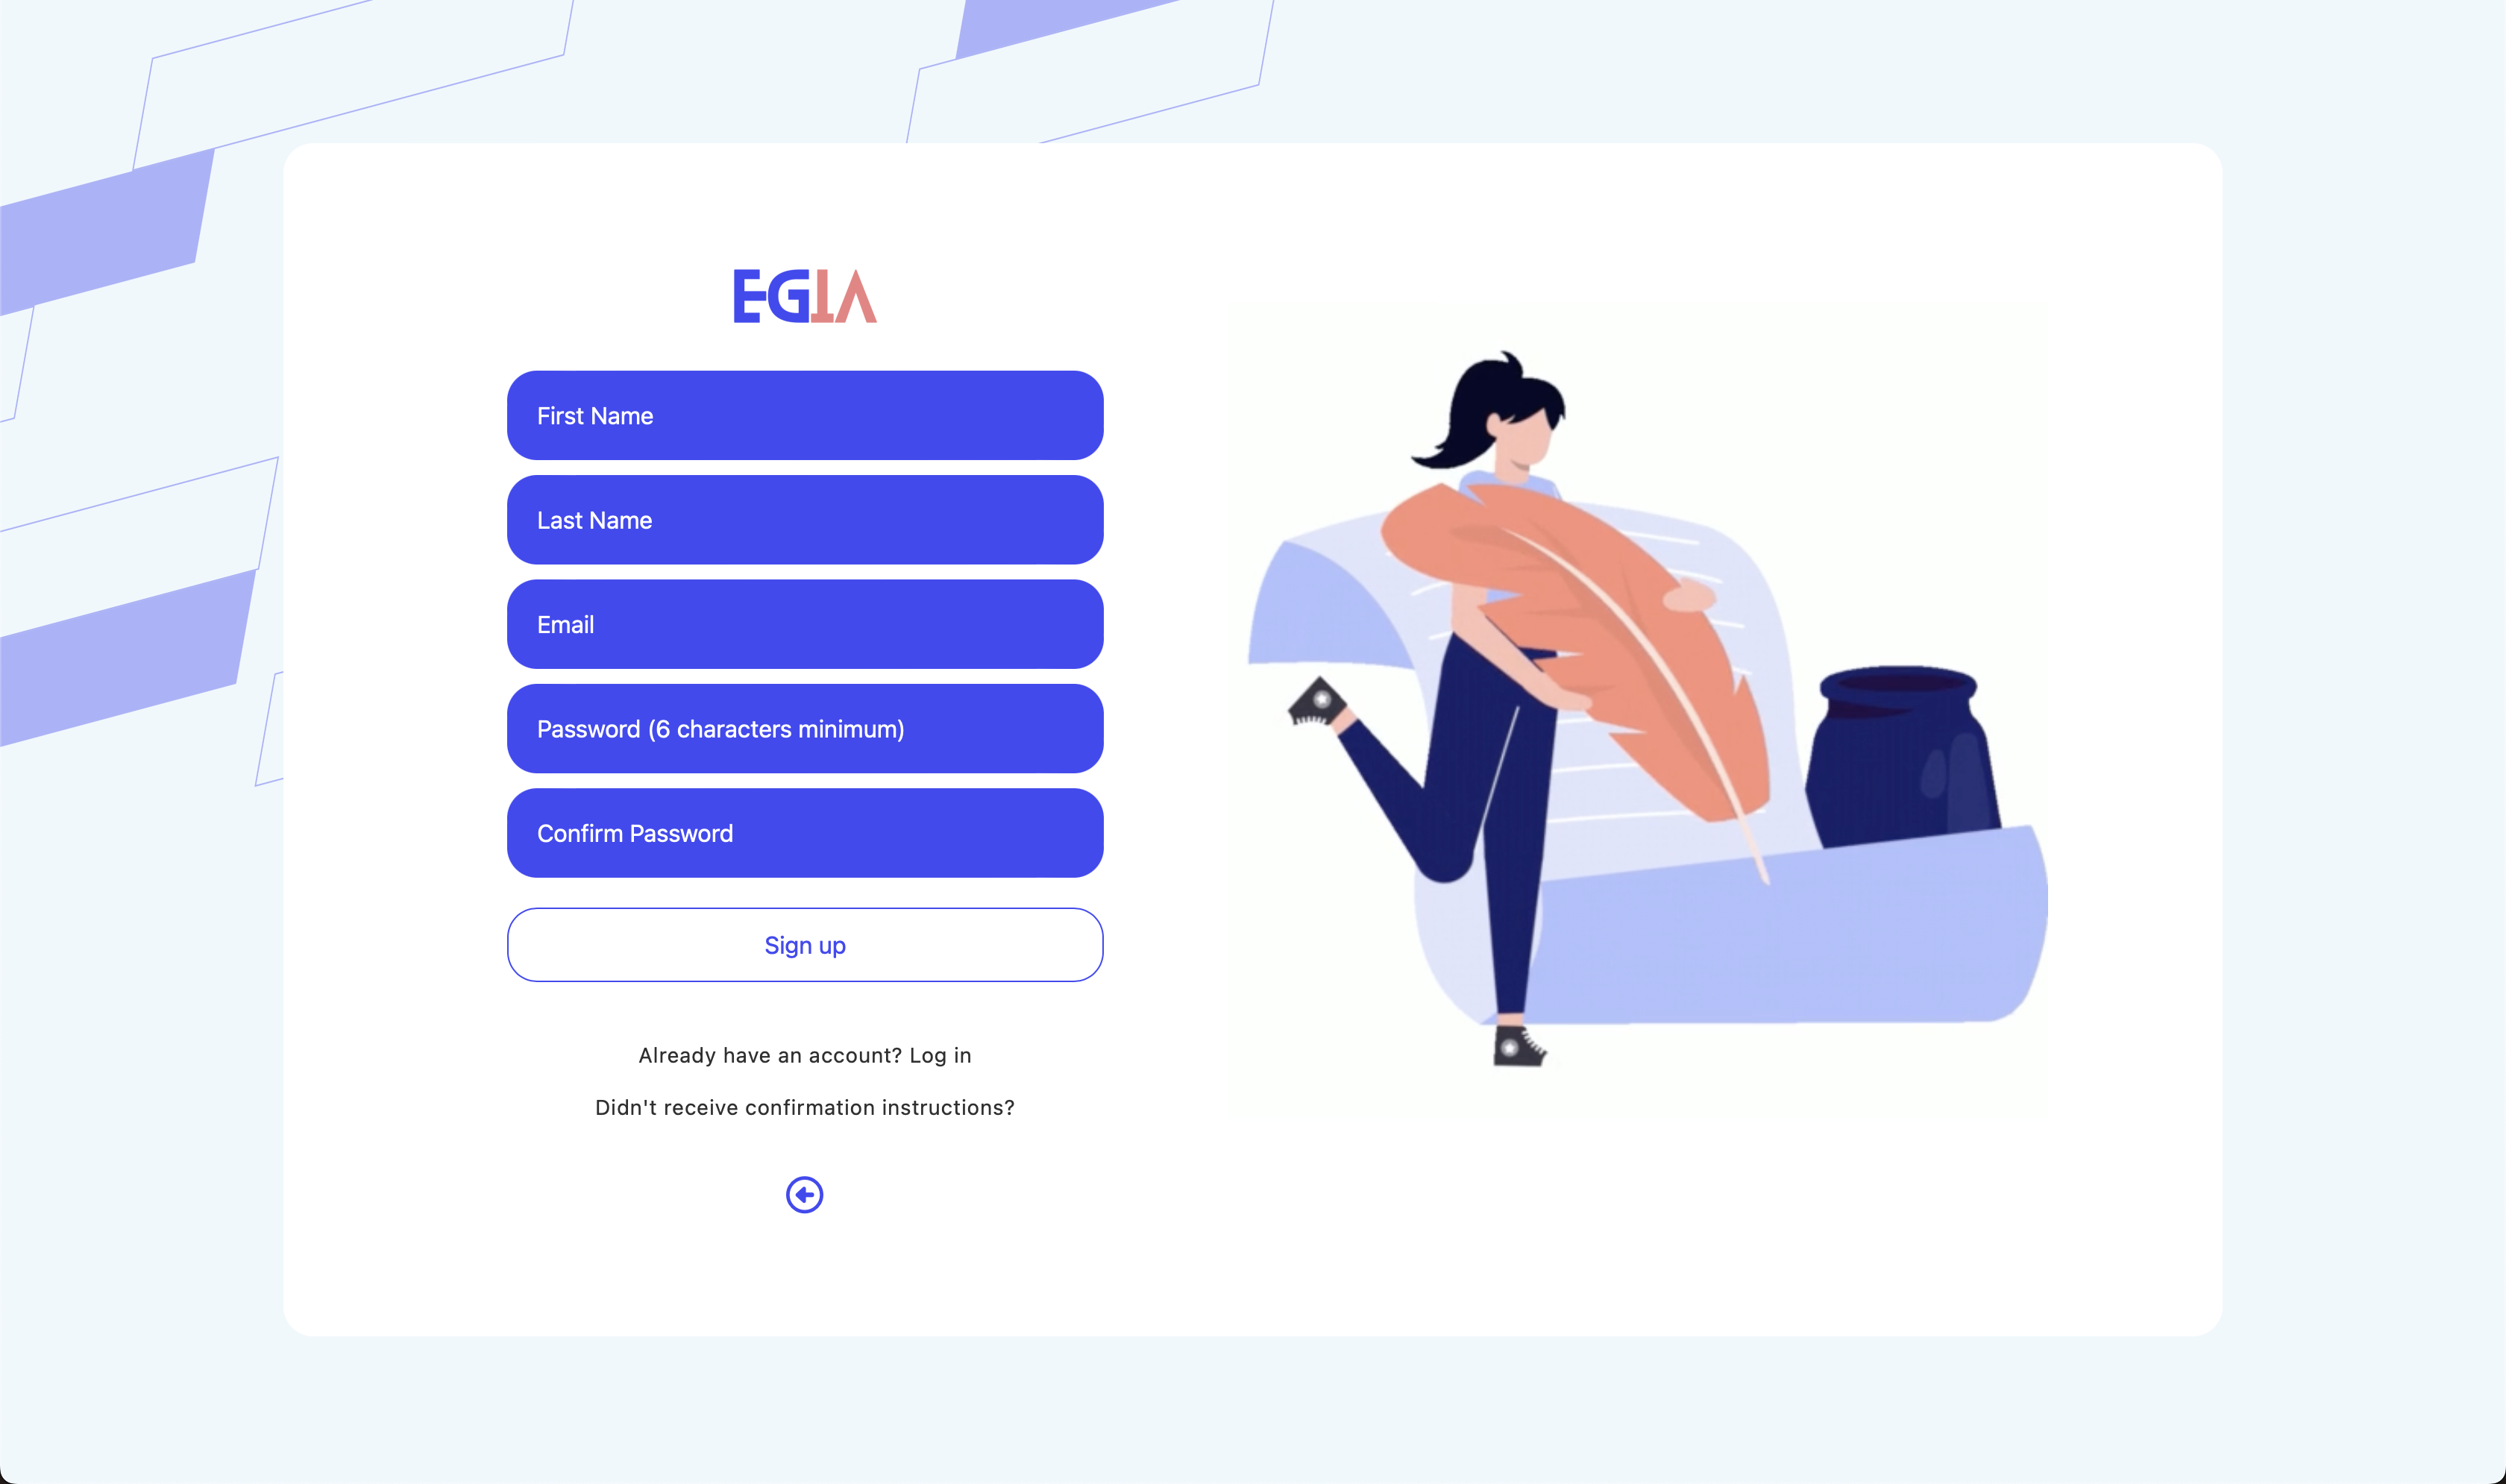 EGIA
First Name
Last Name
Email
Password (6 characters minimum)
Confirm Password
Sign up
Already have an account? Log in
Didn't receive confirmation instructions?